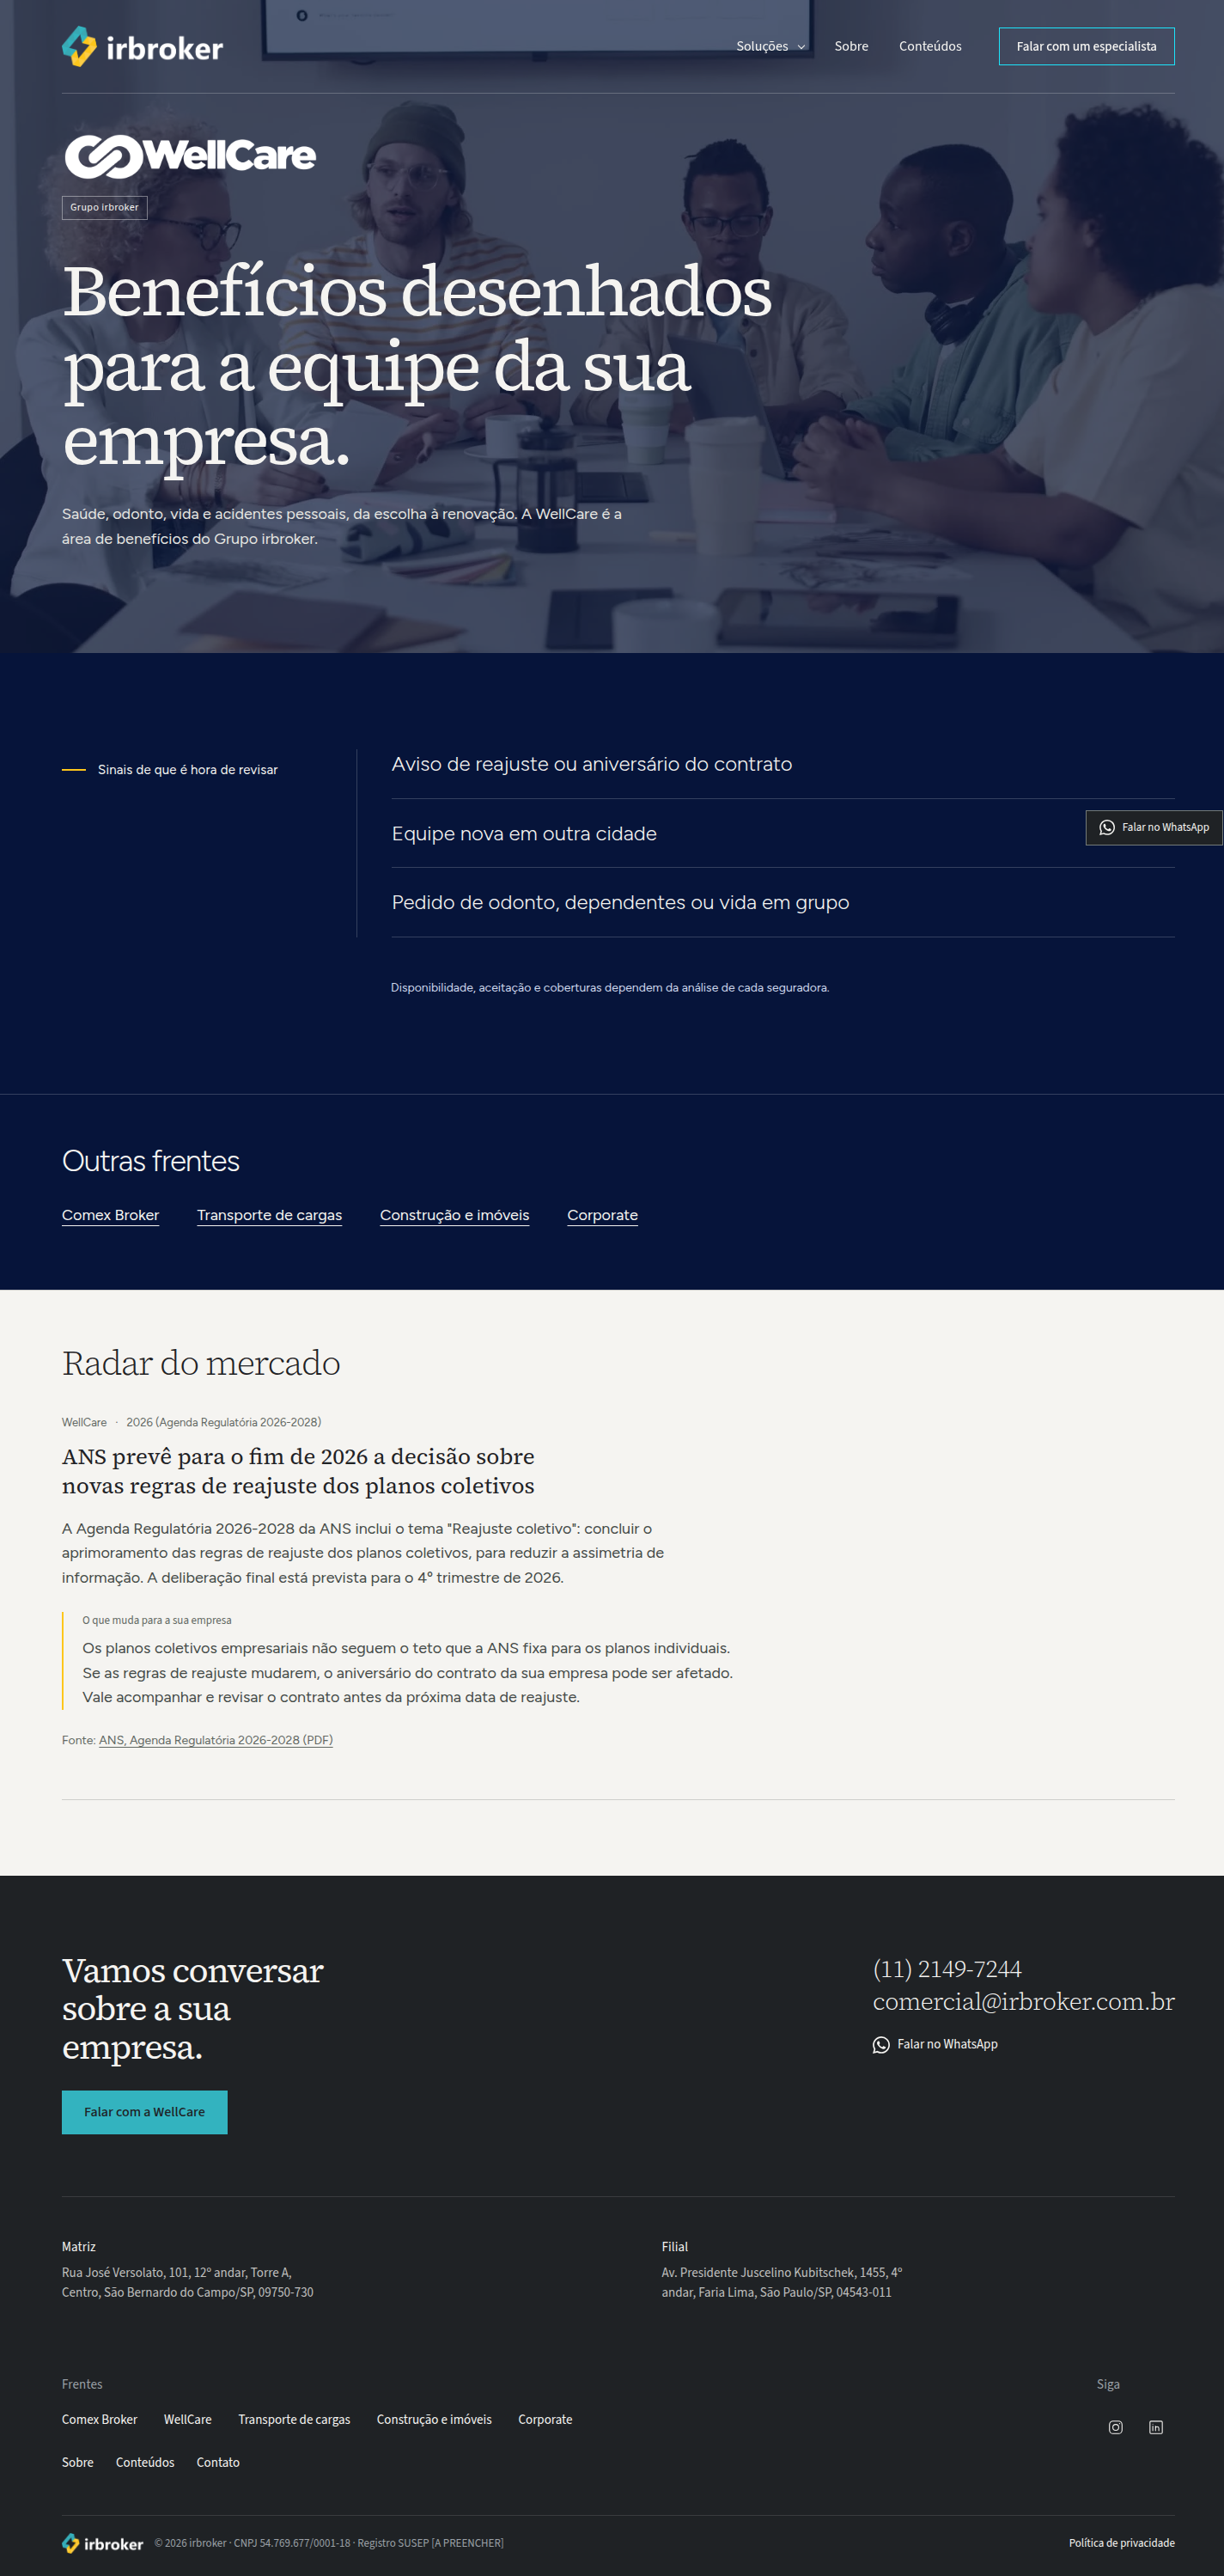 irbroker
Soluções
Sobre
Conteúdos
Falar com um especialista
WellCare
Grupo irbroker
Benefícios desenhados
para a equipe da sua
empresa.
Saúde, odonto, vida e acidentes pessoais, da escolha à renovação. A WellCare é a
área de benefícios do Grupo irbroker.
Sinais de que é hora de revisar
Aviso de reajuste ou aniversário do contrato
Equipe nova em outra cidade
Falar no WhatsApp
Pedido de odonto, dependentes ou vida em grupo
Disponibilidade, aceitação e coberturas dependem da análise de cada seguradora.
Outras frentes
Comex Broker
Transporte de cargas
Construção e imóveis
Corporate
Radar do mercado
WellCare · 2026 (Agenda Regulatória 2026-2028)
ANS prevê para o fim de 2026 a decisão sobre
novas regras de reajuste dos planos coletivos
A Agenda Regulatória 2026-2028 da ANS inclui o tema "Reajuste coletivo": concluir o
aprimoramento das regras de reajuste dos planos coletivos, para reduzir a assimetria de
informação. A deliberação final está prevista para o 4º trimestre de 2026.
O que muda para a sua empresa
Os planos coletivos empresariais não seguem o teto que a ANS fixa para os planos individuais.
Se as regras de reajuste mudarem, o aniversário do contrato da sua empresa pode ser afetado.
Vale acompanhar e revisar o contrato antes da próxima data de reajuste.
Fonte: ANS, Agenda Regulatória 2026-2028 (PDF)
Vamos conversar
sobre a sua
empresa.
Falar com a WellCare
(11) 2149-7244
comercial@irbroker.com.br
Falar no WhatsApp
Matriz
Rua José Versolato, 101, 12º andar, Torre A,
Centro, São Bernardo do Campo/SP, 09750-730
Filial
Av. Presidente Juscelino Kubitschek, 1455, 4º
andar, Faria Lima, São Paulo/SP, 04543-011
Frentes
Comex Broker
WellCare
Transporte de cargas
Construção e imóveis
Corporate
Sobre
Conteúdos
Contato
Siga
irbroker
© 2026 irbroker · CNPJ 54.769.677/0001-18 · Registro SUSEP [A PREENCHER]
Política de privacidade